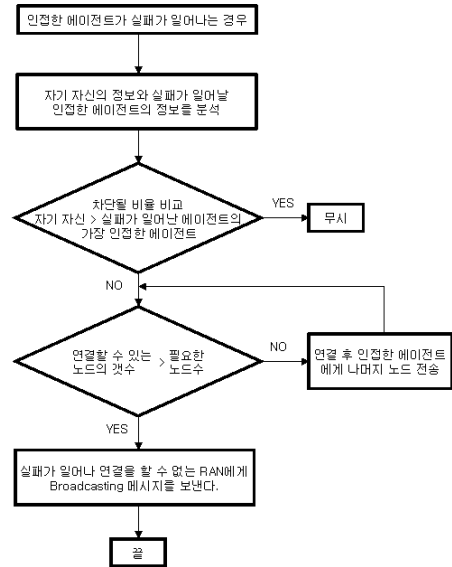 인접한 에이전트가 실패가 일어나는 경우
자기 자신의 정보와 실패가 일어날
인접한 에이전트의 정보를 분석
차단될 비율 비교
자기 자신 > 실패가 일어난 에이전트의
가장 인접한 에이전트
YES
무시
NO
연결할 수 있는
노드의 갯수
>
필요한
노드수
NO
연결 후 인접한 에이전트
에게 나머지 노드 전송
YES
실패가 일어나 연결을 할 수 없는 RAN에게
Broadcasting 메시지를 보낸다.
끝